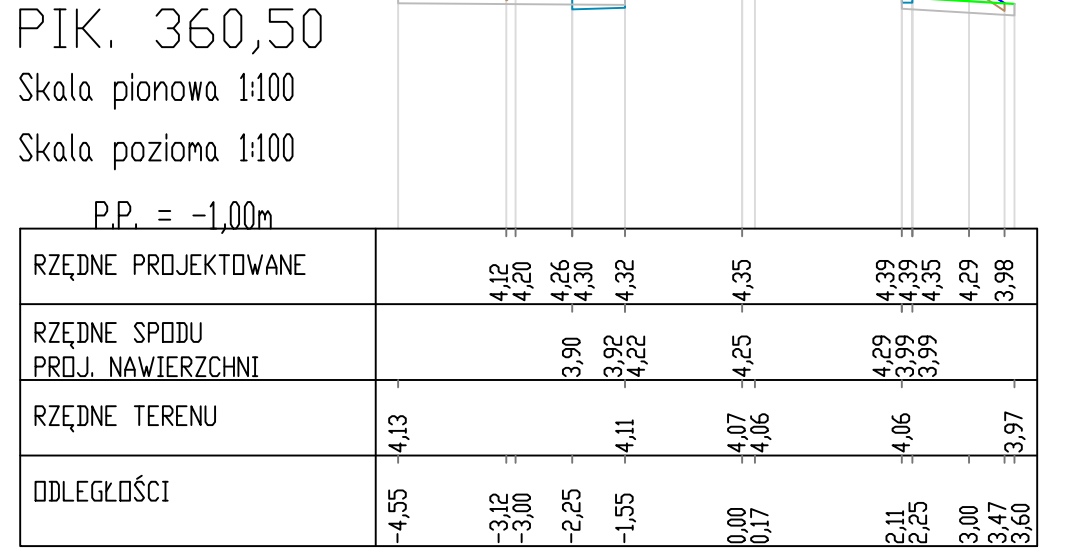 PIK. 360,50
Skala pionowa 1:100
Skala pozioma 1:100
P.P. = -1,00m
RZĘDNE PROJEKTOWANE 4,12 4,20 4,26 4,30 4,32 4,35 4,39 4,39 4,35 4,29 3,98
RZĘDNE SPODU
PROJ. NAWIERZCHNI 3,90 3,92 4,22 4,25 4,29 3,99 3,99
RZĘDNE TERENU 4,13 4,11 4,07 4,06 4,06 3,97
ODLEGŁOŚCI -4,55 -3,12 -3,00 -2,25 -1,55 0,00 0,17 2,11 2,25 3,00 3,47 3,60